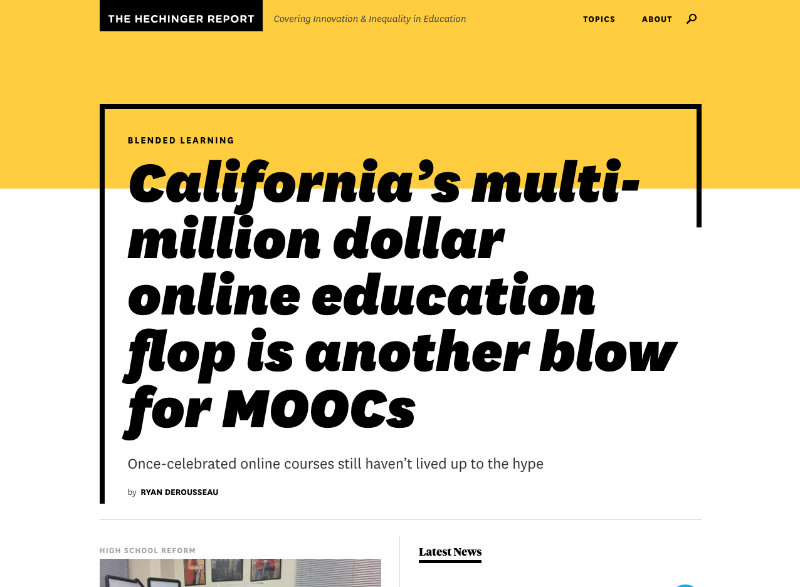 THE HECHINGER REPORT
Covering Innovation & Inequality in Education
TOPICS
ABOUT
BLENDED LEARNING
California’s multi-
million dollar
online education
flop is another blow
for MOOCs
Once-celebrated online courses still haven’t lived up to the hype
by RYAN DEROUSSEAU
HIGH SCHOOL REFORM
Latest News